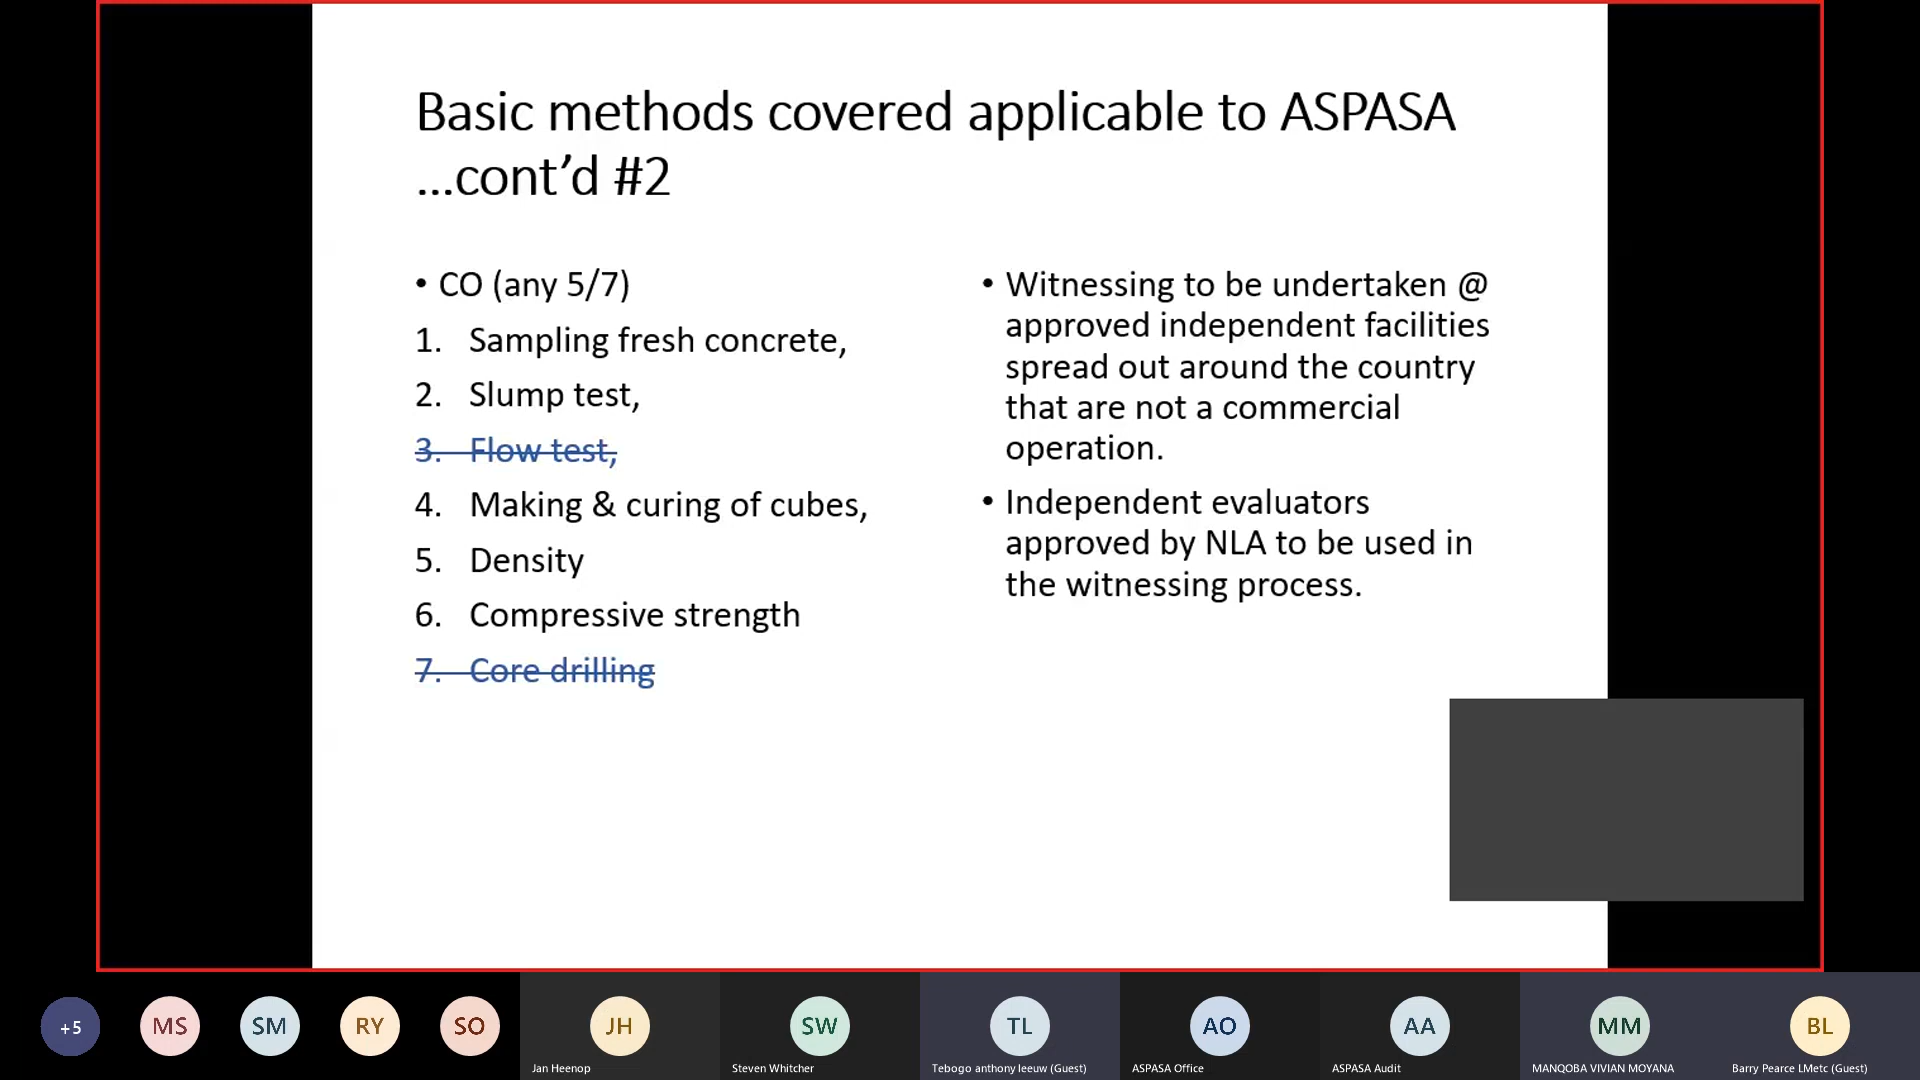 Basic methods covered applicable to ASPASA
...cont’d #2
• CO (any 5/7)
1. Sampling fresh concrete,
2. Slump test,
3. Flow test,
4. Making & curing of cubes,
5. Density
6. Compressive strength
7. Core drilling
• Witnessing to be undertaken @
approved independent facilities
spread out around the country
that are not a commercial
operation.
• Independent evaluators
approved by NLA to be used in
the witnessing process.
+5
MS
SM
RY
SO
JH
Jan Heenop
SW
Steven Whitcher
TL
Tebogo anthony leeuw (Guest)
AO
ASPASA Office
AA
ASPASA Audit
MM
MANQOBA VIVIAN MOYANA
BL
Barry Pearce LMetc (Guest)